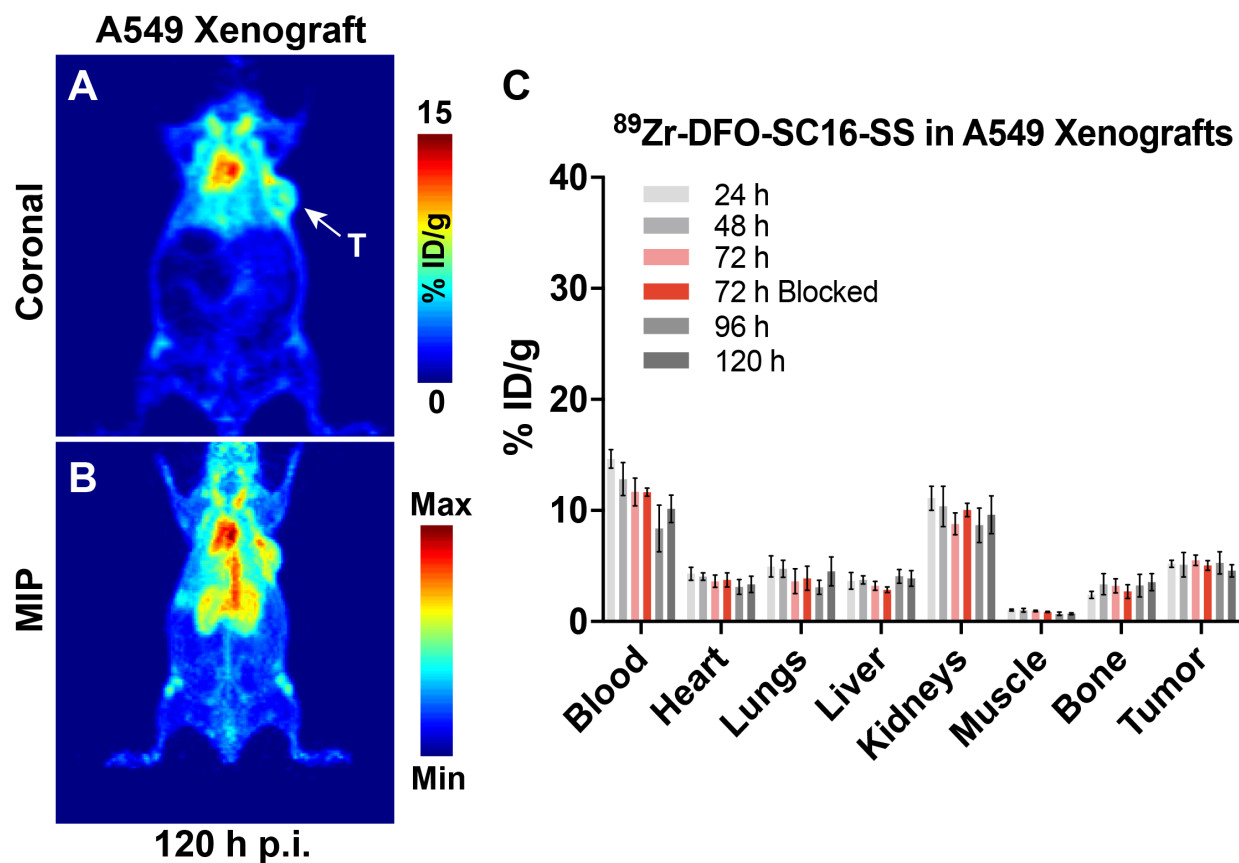 A549 Xenograft
A
Coronal
T
15
% ID/g
0
B
MIP
Max
Min
120 h p.i.
C
⁸⁹Zr-DFO-SC16-SS in A549 Xenografts
% ID/g
40
30
20
10
0
24 h
48 h
72 h
72 h Blocked
96 h
120 h
Blood
Heart
Lungs
Liver
Kidneys
Muscle
Bone
Tumor